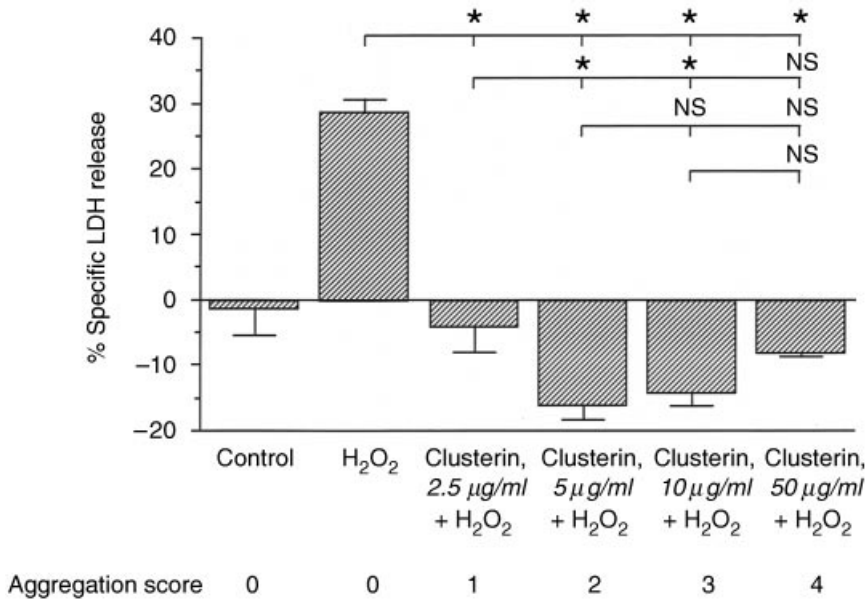 * * * *
40
NS
* *
30
NS NS
NS
20
10
0
−10
−20
% Specific LDH release
Control H₂O₂ Clusterin, Clusterin, Clusterin, Clusterin,
2.5 µg/ml 5 µg/ml 10 µg/ml 50 µg/ml
+ H₂O₂ + H₂O₂ + H₂O₂ + H₂O₂
Aggregation score 0 0 1 2 3 4